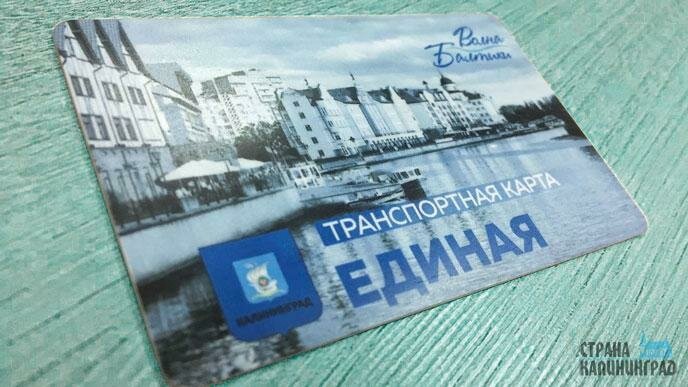 Волна
Балтики
ТРАНСПОРТНАЯ КАРТА
ЕДИНАЯ
КАЛИНИНГРАД
СТРАНА
КАЛИНИНГРАД